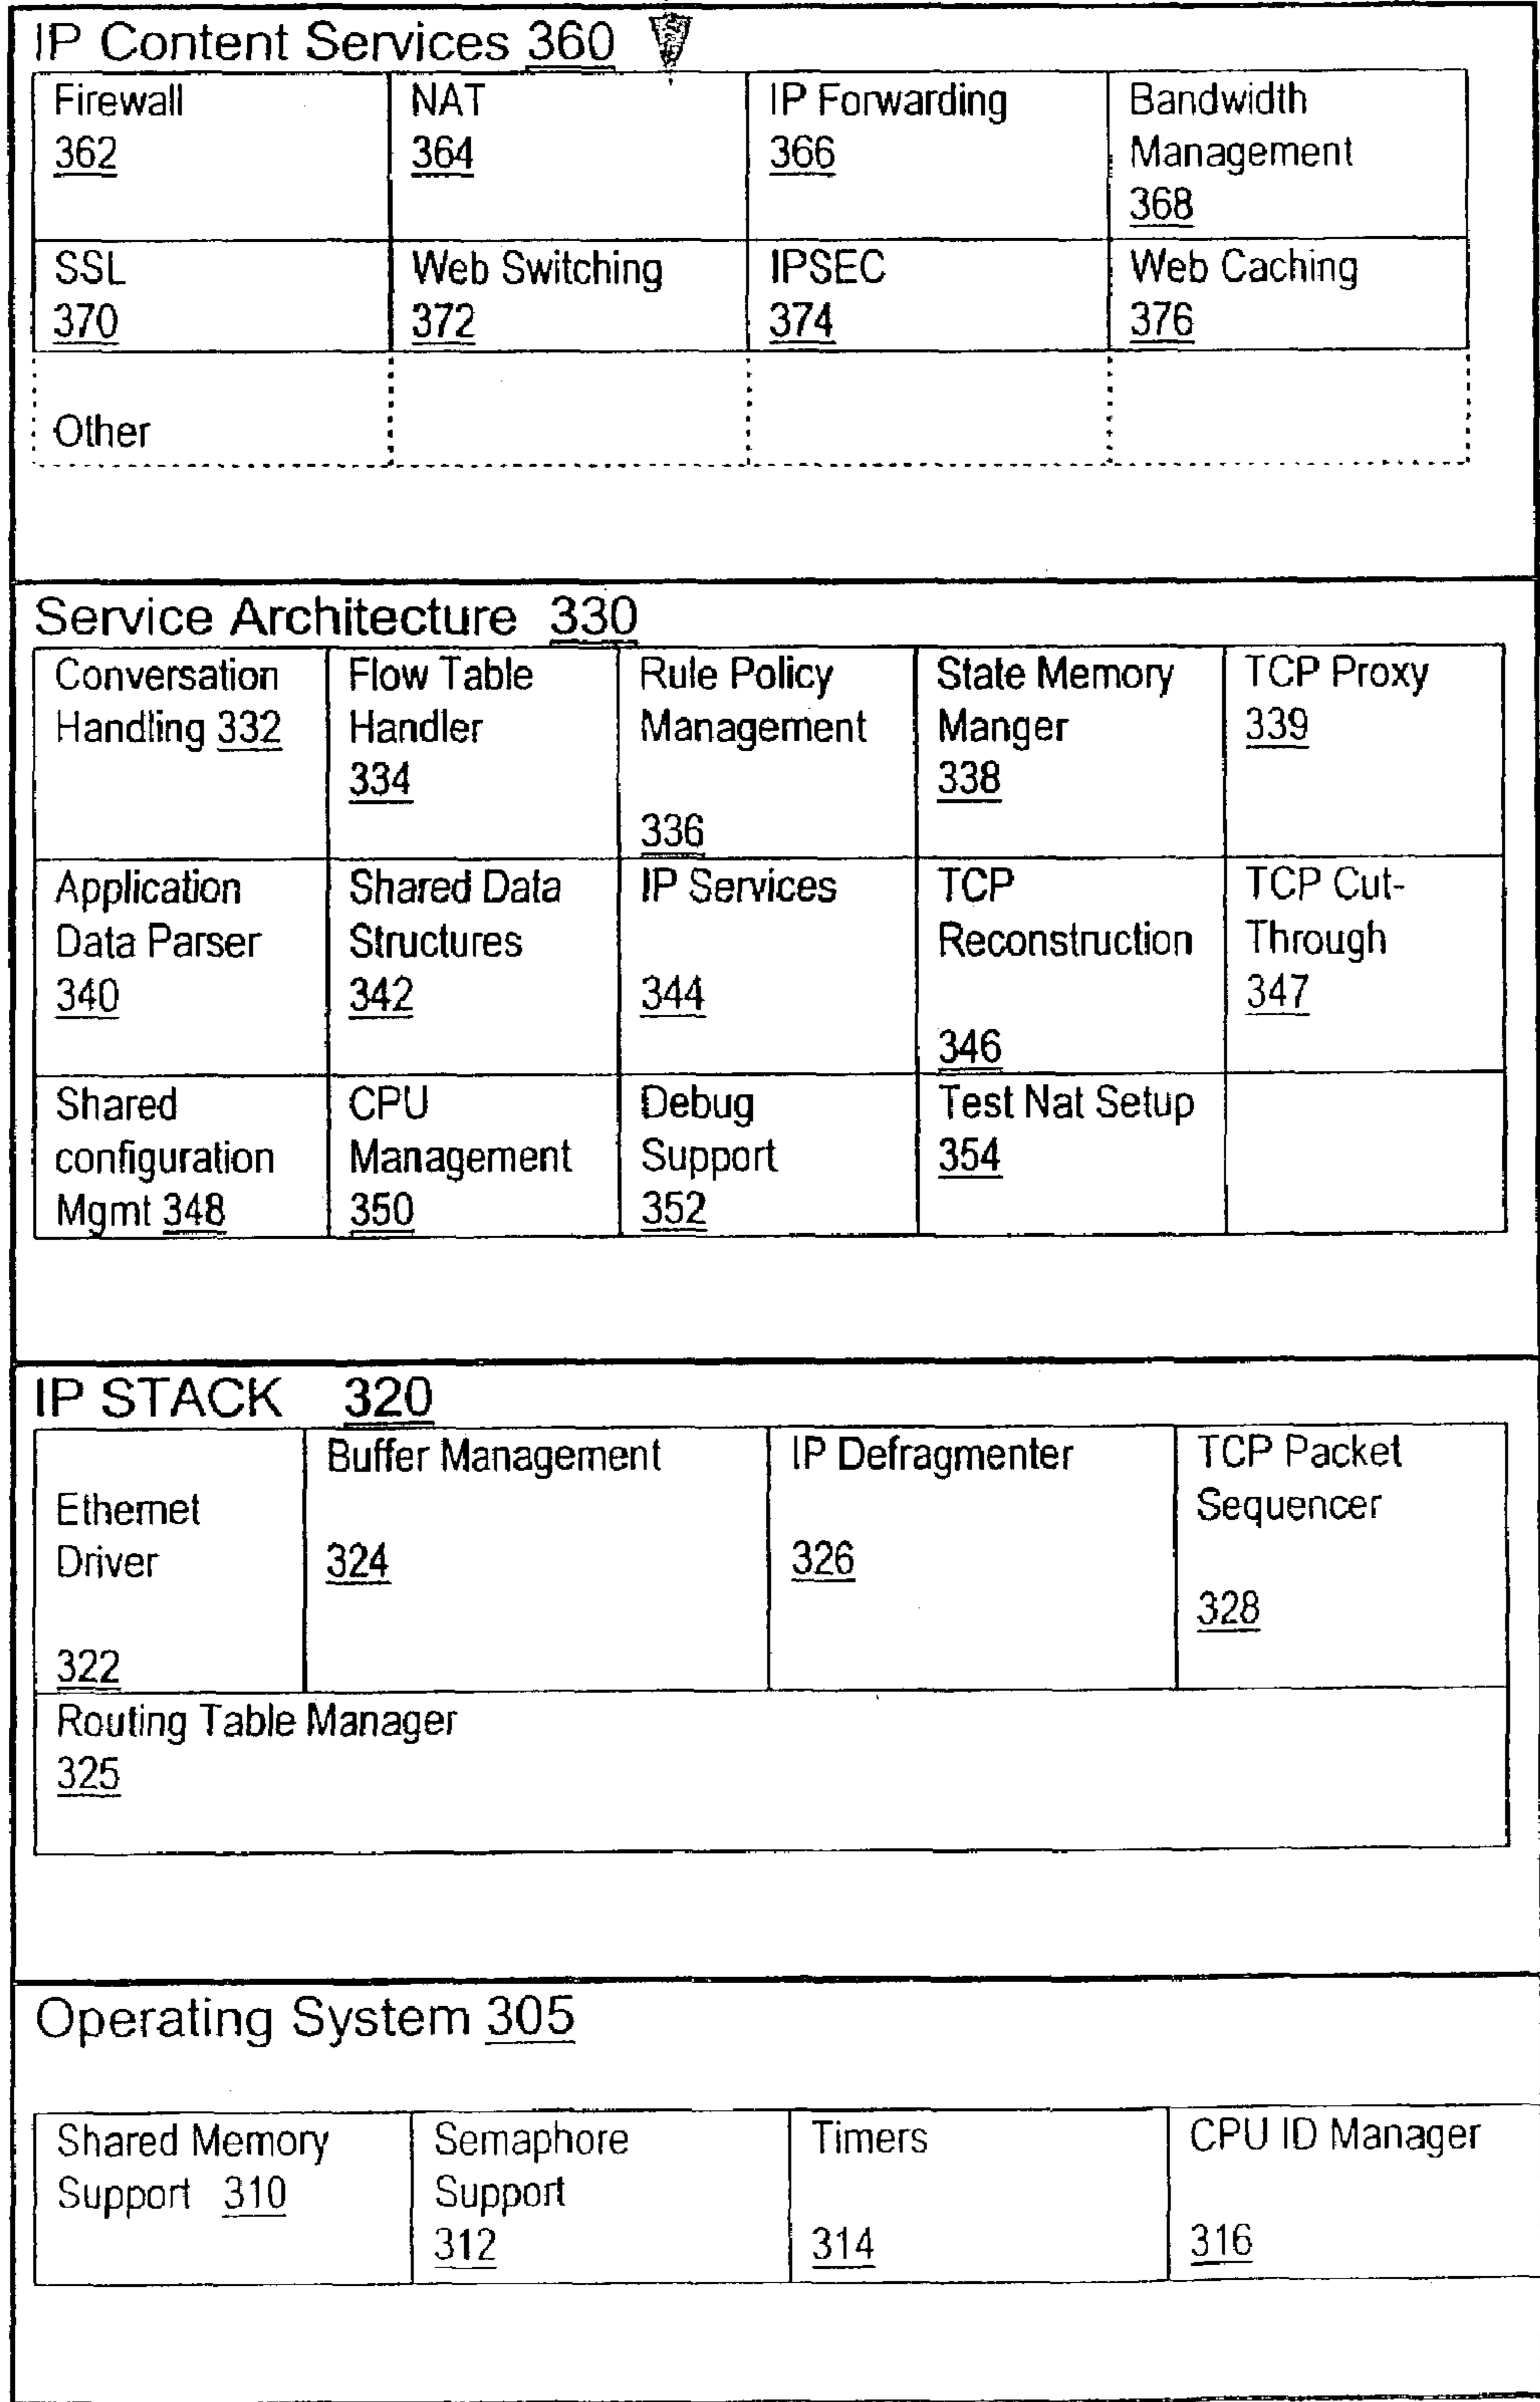 IP Content Services 360
Firewall
362
NAT
364
IP Forwarding
366
Bandwidth
Management
368
SSL
370
Web Switching
372
IPSEC
374
Web Caching
376
Other
Service Architecture 330
Conversation
Handling 332
Flow Table
Handler
334
Rule Policy
Management
336
State Memory
Manger
338
TCP Proxy
339
Application
Data Parser
340
Shared Data
Structures
342
IP Services
344
TCP
Reconstruction
346
TCP Cut-
Through
347
Shared
configuration
Mgmt 348
CPU
Management
350
Debug
Support
352
Test Nat Setup
354
IP STACK 320
Ethernet
Driver
322
Buffer Management
324
IP Defragmenter
326
TCP Packet
Sequencer
328
Routing Table Manager
325
Operating System 305
Shared Memory
Support 310
Semaphore
Support
312
Timers
314
CPU ID Manager
316